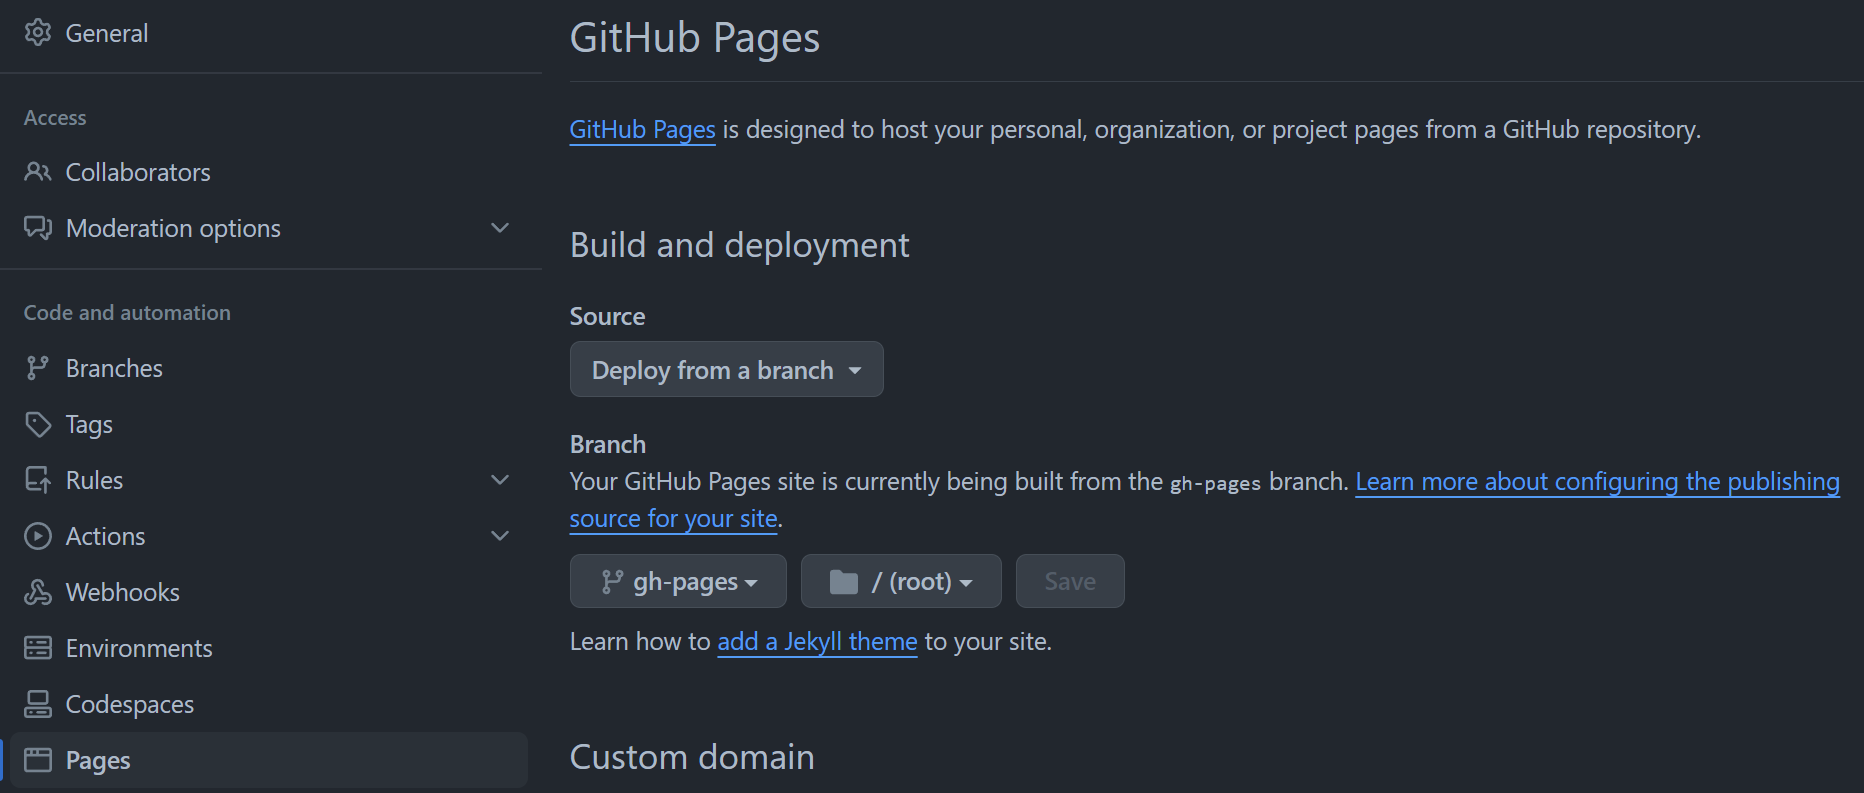 General
Access
Collaborators
Moderation options
Code and automation
Branches
Tags
Rules
Actions
Webhooks
Environments
Codespaces
Pages
GitHub Pages
GitHub Pages is designed to host your personal, organization, or project pages from a GitHub repository.
Build and deployment
Source
Deploy from a branch
Branch
Your GitHub Pages site is currently being built from the gh-pages branch. Learn more about configuring the publishing
source for your site.
gh-pages / (root) Save
Learn how to add a Jekyll theme to your site.
Custom domain